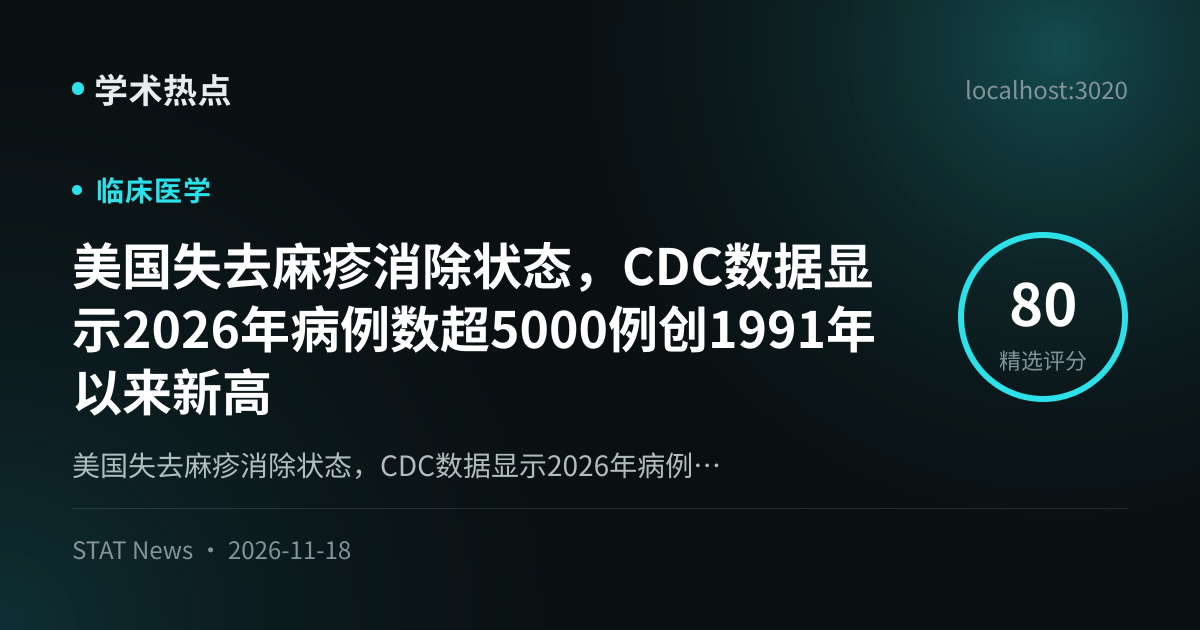 学术热点
localhost:3020
临床医学
美国失去麻疹消除状态，CDC数据显
示2026年病例数超5000例创1991年
以来新高
80
精选评分
美国失去麻疹消除状态，CDC数据显示2026年病例…
STAT News · 2026-11-18